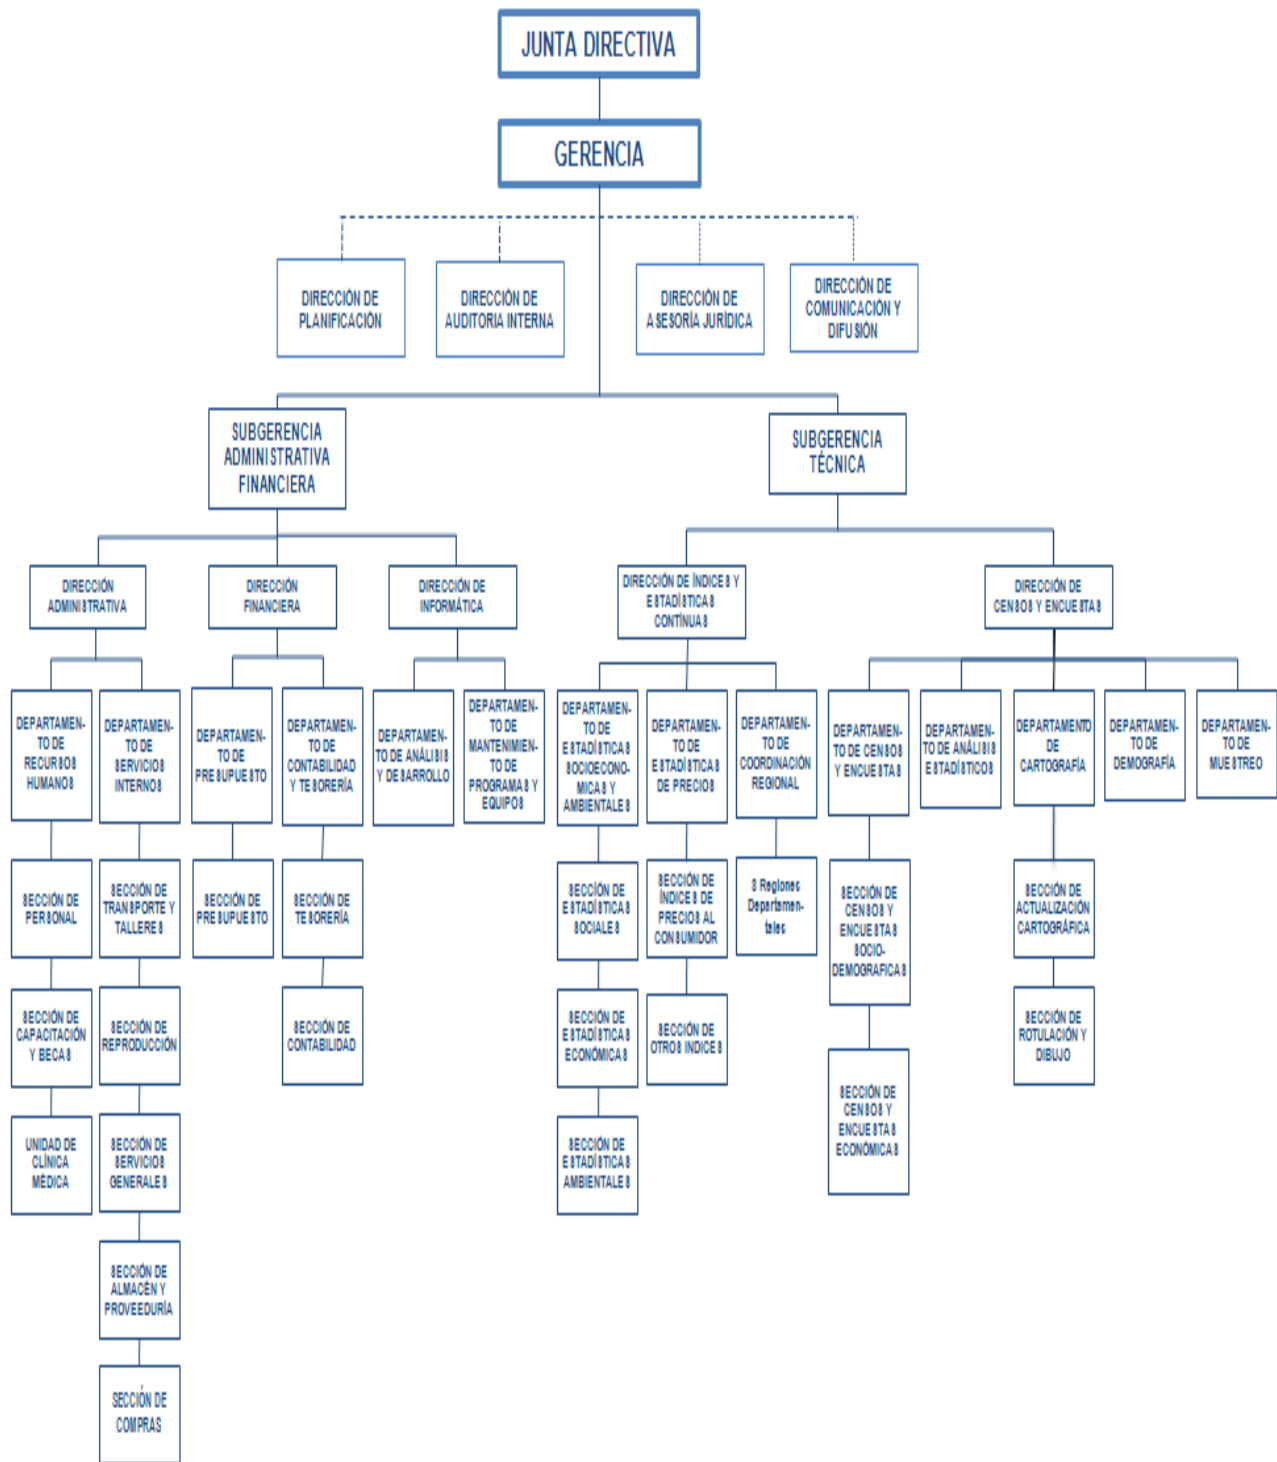 JUNTA DIRECTIVA
GERENCIA
DIRECCIÓN DE
PLANIFICACIÓN
DIRECCIÓN DE
AUDITORIA INTERNA
DIRECCIÓN DE
ASESORÍA JURÍDICA
DIRECCIÓN DE
COMUNICACIÓN Y
DIFUSIÓN
SUBGERENCIA
ADMINISTRATIVA
FINANCIERA
SUBGERENCIA
TÉCNICA
DIRECCIÓN
ADMINISTRATIVA
DIRECCIÓN
FINANCIERA
DIRECCIÓN DE
INFORMÁTICA
DIRECCIÓN DE ÍNDICES Y
ESTADÍSTICAS
CONTÍNUAS
DIRECCIÓN DE
CENSOS Y ENCUESTAS
DEPARTAMEN-
TO DE
RECURSOS
HUMANOS
DEPARTAMEN-
TO DE
SERVICIOS
INTERNOS
DEPARTAMEN-
TO DE
PRESUPUESTO
DEPARTAMEN-
TO DE
CONTABILIDAD
Y TESORERÍA
DEPARTAMEN-
TO DE ANÁLISIS
Y DESARROLLO
DEPARTAMEN-
TO DE
MANTENIMIEN-
TO DE
PROGRAMAS Y
EQUIPOS
DEPARTAMEN-
TO DE
ESTADÍSTICAS
SOCIOECONO-
MICAS Y
AMBIENTALES
DEPARTAMEN-
TO DE
ESTADÍSTICAS
DE PRECIOS
DEPARTAMEN-
TO DE
COORDINACIÓN
REGIONAL
DEPARTAMEN-
TO DE CENSOS
Y ENCUESTAS
DEPARTAMEN-
TO DE ANÁLISIS
ESTADÍSTICOS
DEPARTAMENTO
DE
CARTOGRAFÍA
DEPARTAMEN-
TO DE
DEMOGRAFÍA
DEPARTAMEN-
TO DE
MUESTREO
SECCIÓN DE
PERSONAL
SECCIÓN DE
TRANSPORTE Y
TALLERES
SECCIÓN DE
PRESUPUESTO
SECCIÓN DE
TESORERÍA
SECCIÓN DE
ESTADÍSTICAS
SOCIALES
SECCIÓN DE
ÍNDICES DE
PRECIOS AL
CONSUMIDOR
8 Regiones
Departamen-
tales
SECCIÓN DE
CENSOS Y
ENCUESTAS
SOCIO-
DEMOGRAFICAS
SECCIÓN DE
ACTUALIZACIÓN
CARTOGRÁFICA
SECCIÓN DE
CAPACITACIÓN
Y BECAS
SECCIÓN DE
REPRODUCCIÓN
SECCIÓN DE
CONTABILIDAD
SECCIÓN DE
ESTADÍSTICAS
ECONÓMICAS
SECCIÓN DE
OTROS INDICES
SECCIÓN DE
CENSOS Y
ENCUESTAS
ECONÓMICAS
SECCIÓN DE
ROTULACIÓN Y
DIBUJO
UNIDAD DE
CLÍNICA
MÉDICA
SECCIÓN DE
SERVICIOS
GENERALES
SECCIÓN DE
ESTADÍSTICAS
AMBIENTALES
SECCIÓN DE
ALMACÉN Y
PROVEEDURÍA
SECCIÓN DE
COMPRAS